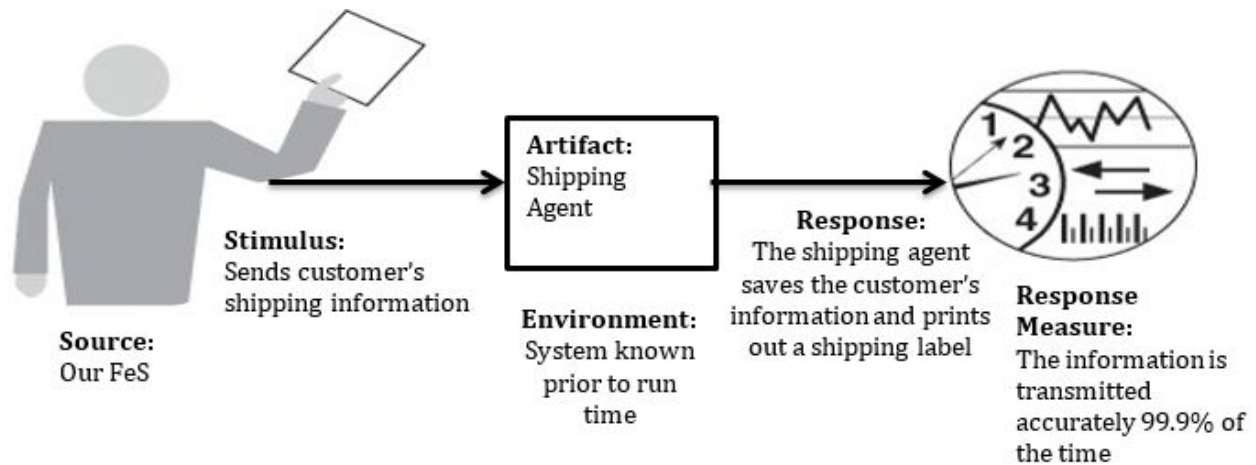 Source:
Our FeS
Stimulus:
Sends customer's
shipping information
Artifact:
Shipping
Agent
Environment:
System known
prior to run
time
Response:
The shipping agent
saves the customer's
information and prints
out a shipping label
1
2
3
4
Response
Measure:
The information is
transmitted
accurately 99.9% of
the time